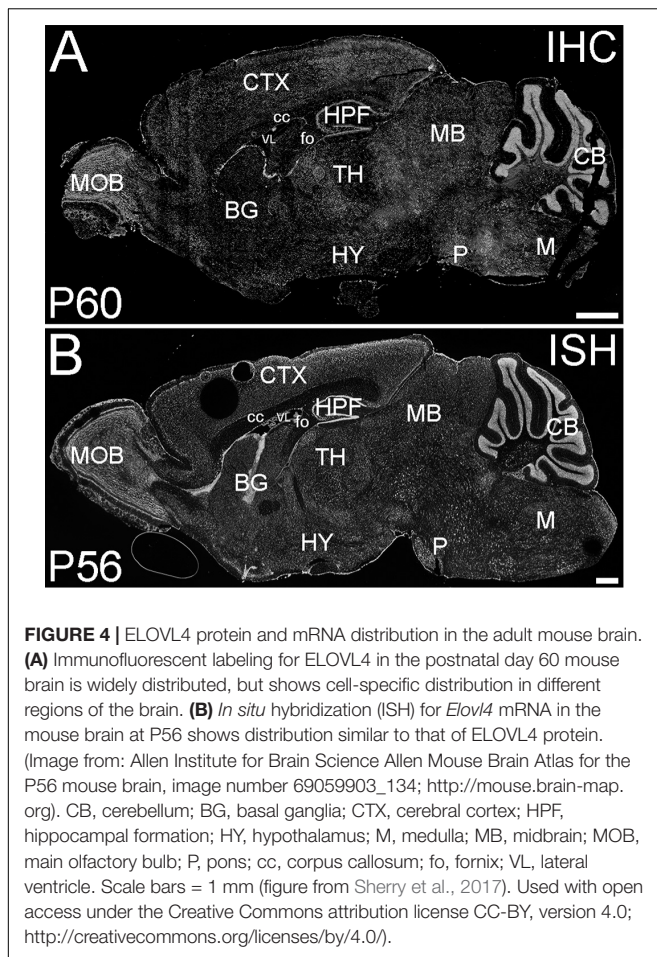 A
IHC
CTX
cc
HPF
VL
fo
MB
CB
MOB
TH
BG
HY
P
M
P60
B
ISH
CTX
cc
VL
fo
HPF
MB
CB
MOB
TH
BG
M
HY
P
P56
FIGURE 4 | ELOVL4 protein and mRNA distribution in the adult mouse brain.
(A) Immunofluorescent labeling for ELOVL4 in the postnatal day 60 mouse
brain is widely distributed, but shows cell-specific distribution in different
regions of the brain. (B) In situ hybridization (ISH) for Elovl4 mRNA in the
mouse brain at P56 shows distribution similar to that of ELOVL4 protein.
(Image from: Allen Institute for Brain Science Allen Mouse Brain Atlas for the
P56 mouse brain, image number 69059903_134; http://mouse.brain-map.
org). CB, cerebellum; BG, basal ganglia; CTX, cerebral cortex; HPF,
hippocampal formation; HY, hypothalamus; M, medulla; MB, midbrain; MOB,
main olfactory bulb; P, pons; cc, corpus callosum; fo, fornix; VL, lateral
ventricle. Scale bars = 1 mm (figure from Sherry et al., 2017). Used with open
access under the Creative Commons attribution license CC-BY, version 4.0;
http://creativecommons.org/licenses/by/4.0/).